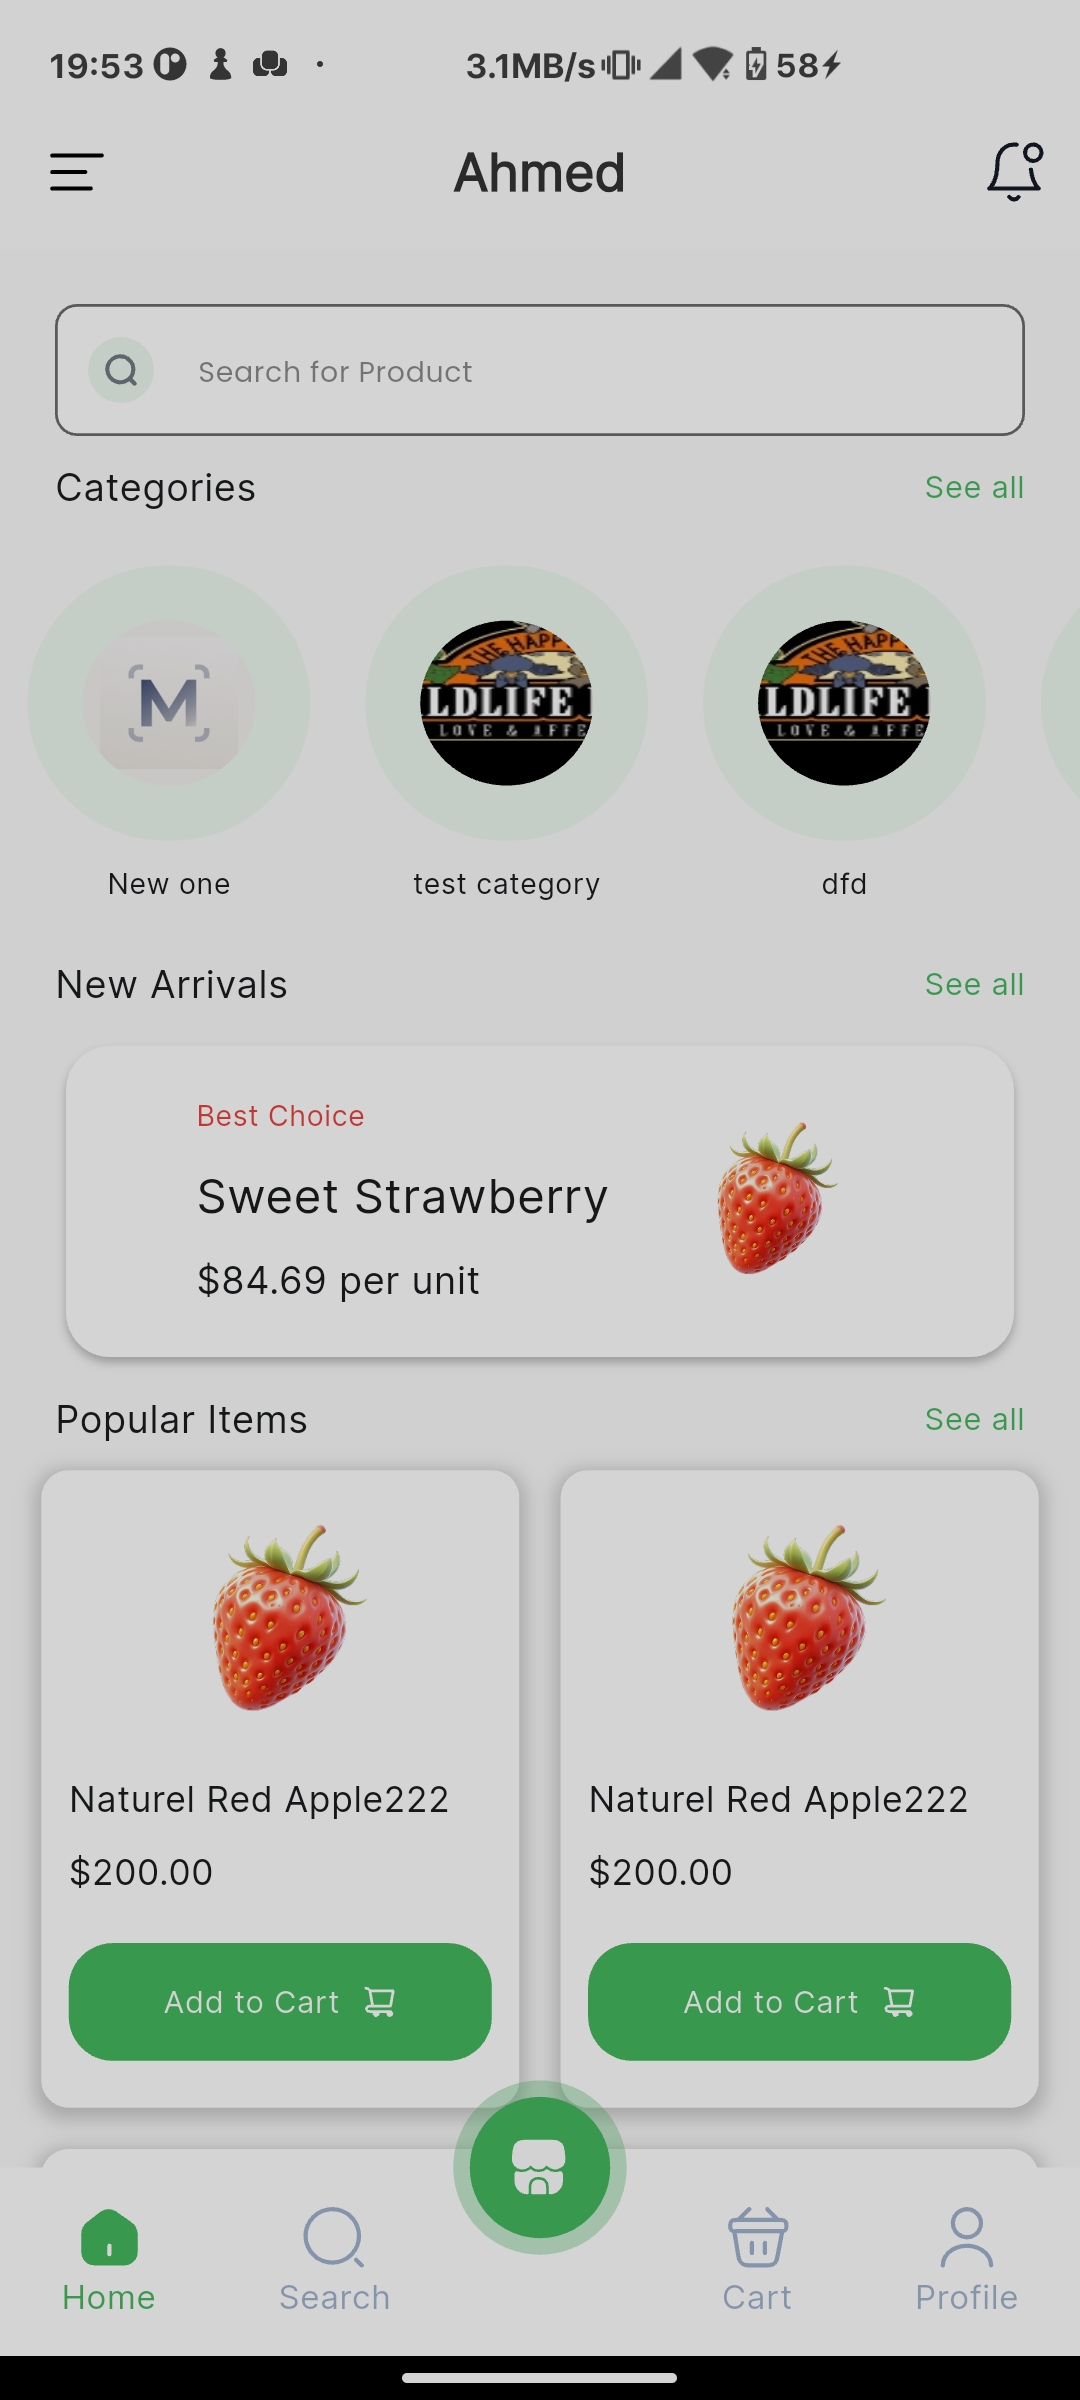 19:53 3.1MB/s 58
Ahmed
Search for Product
Categories See all
M
THE HAPP
LDLIFE
LOVE & AFFE
THE HAPP
LDLIFE
LOVE & AFFE
New one test category dfd
New Arrivals See all
Best Choice
Sweet Strawberry
$84.69 per unit
Popular Items See all
Naturel Red Apple222 Naturel Red Apple222
$200.00 $200.00
Add to Cart Add to Cart
Home Search Cart Profile